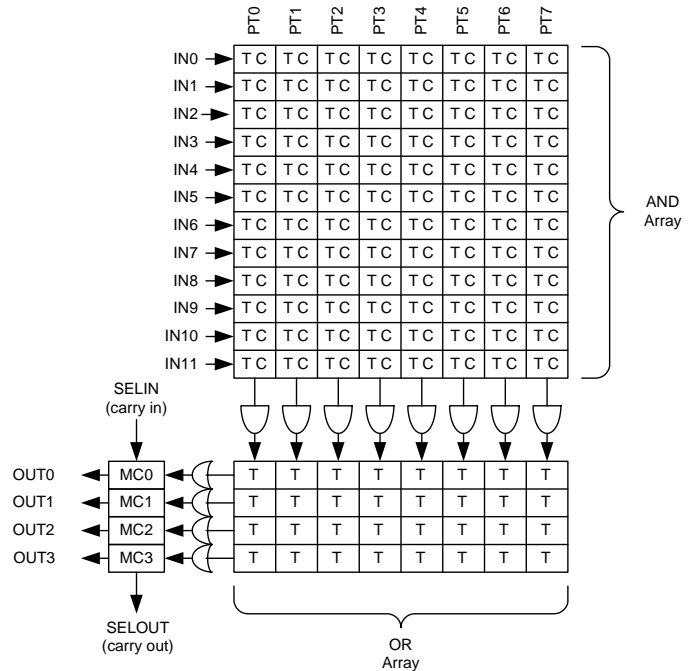 PT0 PT1 PT2 PT3 PT4 PT5 PT6 PT7
IN0 T C T C T C T C T C T C T C T C
IN1 T C T C T C T C T C T C T C T C
IN2 T C T C T C T C T C T C T C T C
IN3 T C T C T C T C T C T C T C T C
IN4 T C T C T C T C T C T C T C T C
IN5 T C T C T C T C T C T C T C T C
IN6 T C T C T C T C T C T C T C T C
IN7 T C T C T C T C T C T C T C T C
IN8 T C T C T C T C T C T C T C T C
IN9 T C T C T C T C T C T C T C T C
IN10 T C T C T C T C T C T C T C T C
IN11 T C T C T C T C T C T C T C T C
AND
Array
SELIN
(carry in)
OUT0 MC0 T T T T T T T T
OUT1 MC1 T T T T T T T T
OUT2 MC2 T T T T T T T T
OUT3 MC3 T T T T T T T T
SELOUT
(carry out)
OR
Array